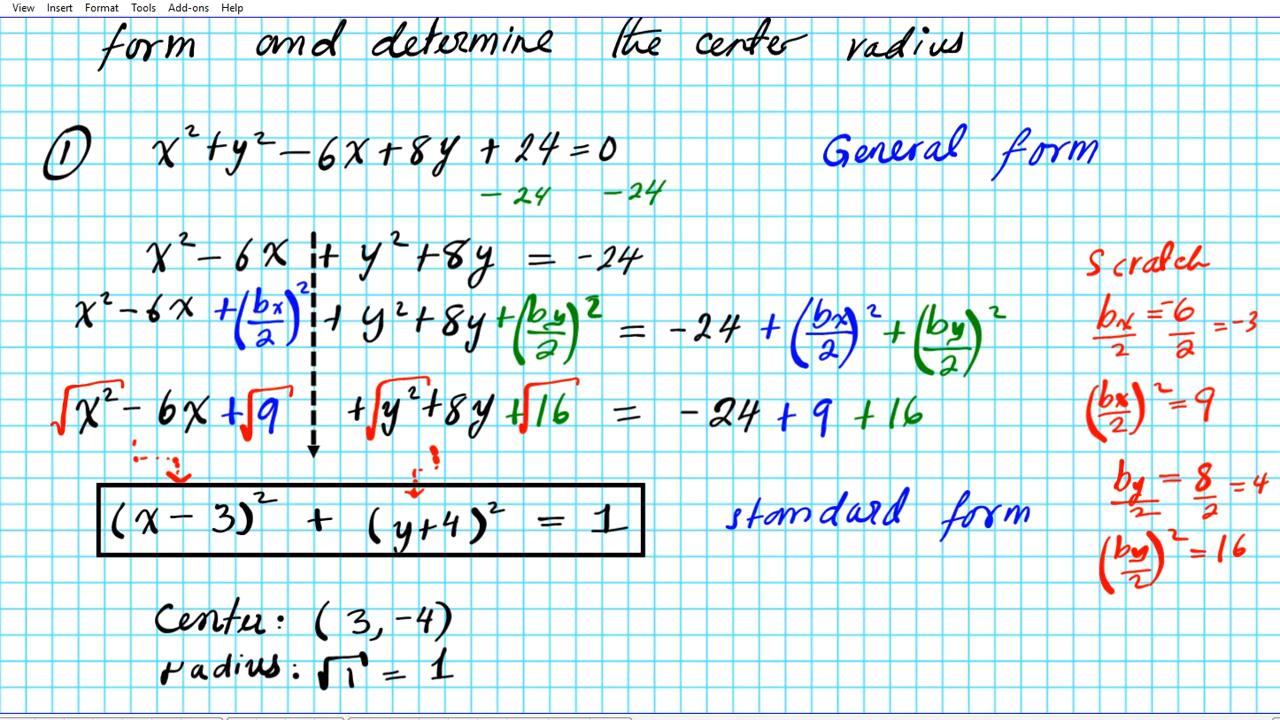 View Insert Format Tools Add-ons Help
form and determine the center radius
① x² + y² - 6x + 8y + 24 = 0 General form
- 24 - 24
x² - 6x + y² + 8y = -24
Scratch
x² - 6x + (bx/2)² + y² + 8y + (by/2)² = -24 + (bx/2)² + (by/2)²
bx/2 = -6/2 = -3
√x² - 6x + √9 + √y² + 8y + √16 = -24 + 9 + 16
(bx/2)² = 9
by/2 = 8/2 = 4
(x - 3)² + (y + 4)² = 1 standard form
(by/2)² = 16
Center: (3, -4)
radius: √1 = 1